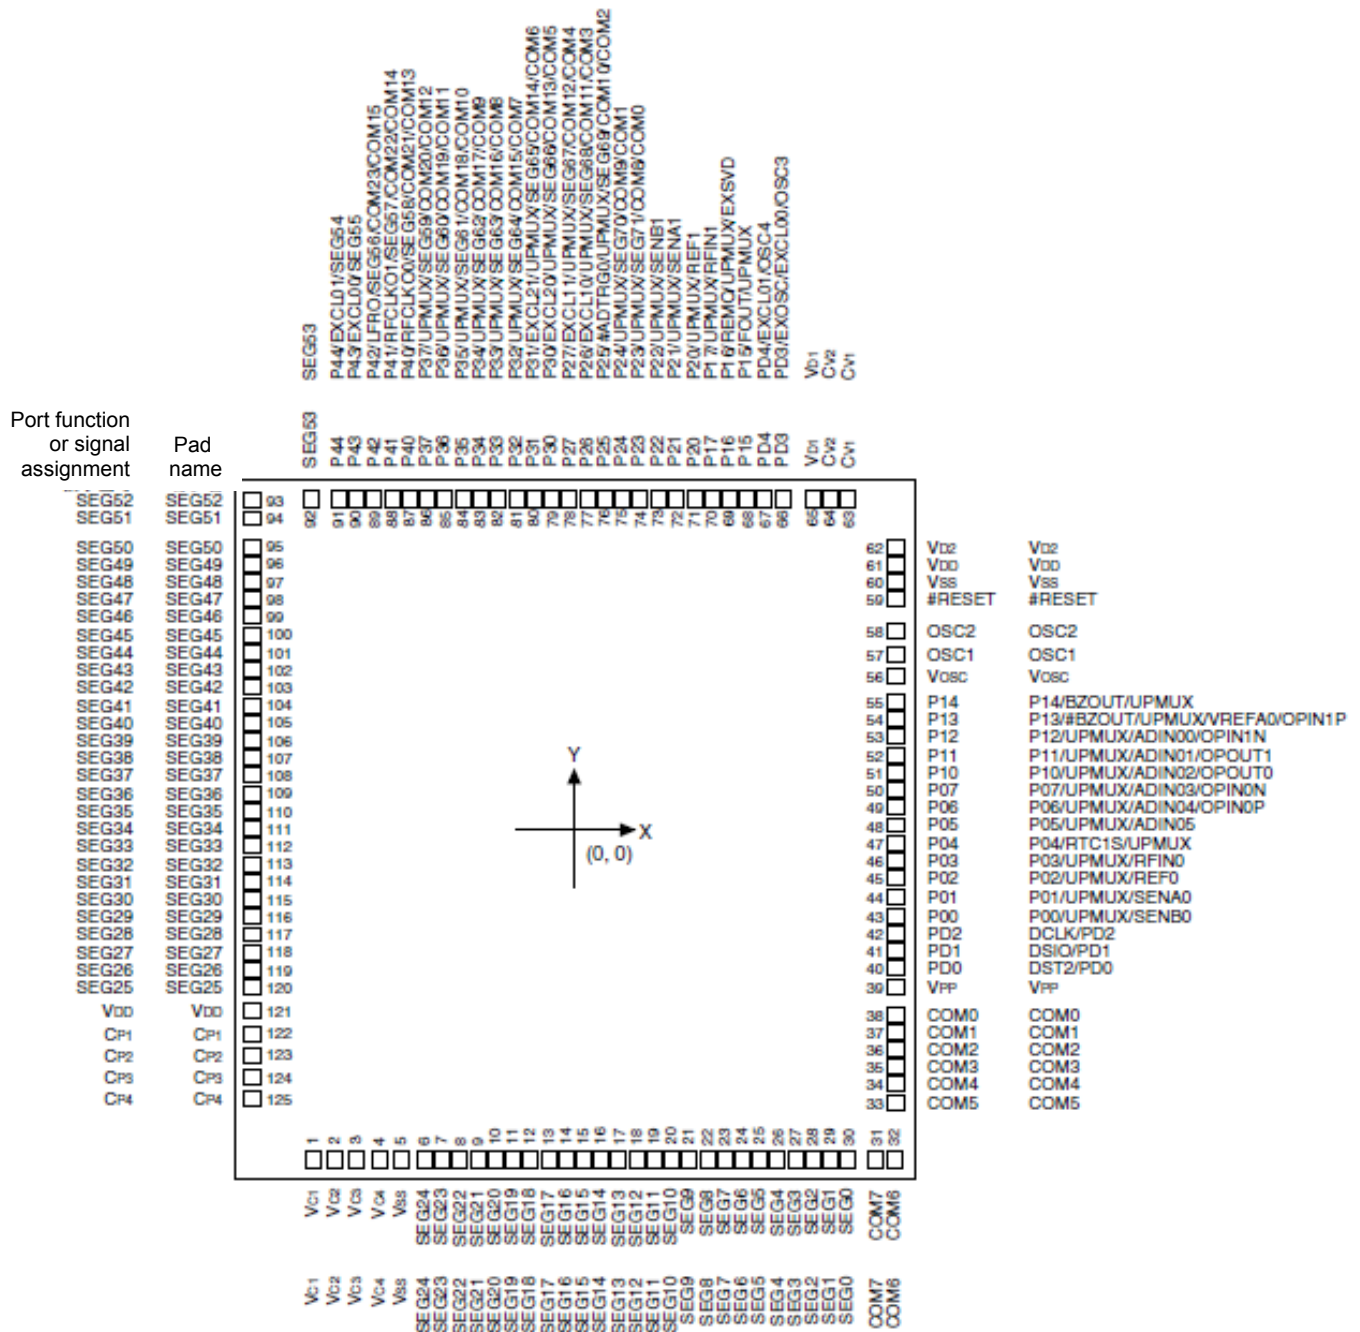 SEG53
P44/EXCL01/SEG54
P43/EXCL00/SEG55
P42/LFRO/SEG56/COM23/COM15
P41/RFCLKO1/SEG57/COM22/COM14
P40/RFCLKO0/SEG58/COM21/COM13
P37/UPMUX/SEG59/COM20/COM12
P36/UPMUX/SEG60/COM19/COM11
P35/UPMUX/SEG61/COM18/COM10
P34/UPMUX/SEG62/COM17/COM9
P33/UPMUX/SEG63/COM16/COM8
P32/UPMUX/SEG64/COM15/COM7
P31/EXCL21/UPMUX/SEG65/COM14/COM6
P30/EXCL20/UPMUX/SEG66/COM13/COM5
P27/EXCL11/UPMUX/SEG67/COM12/COM4
P26/EXCL10/UPMUX/SEG68/COM11/COM3
P25/#ADTRG0/UPMUX/SEG69/COM10/COM2
P24/UPMUX/SEG70/COM9/COM1
P23/UPMUX/SEG71/COM8/COM0
P22/UPMUX/SENB1
P21/UPMUX/SENA1
P20/UPMUX/REF1
P17/UPMUX/RFIN1
P16/REMO/UPMUX/EXSVD
P15/FOUT/UPMUX
PD4/EXCL01/OSC4
PD3/EXOSC/EXCL00/OSC3
VD1
CV2
CV1
Port function
or signal
assignment
Pad
name
SEG53 P44 P43 P42 P41 P40 P37 P36 P35 P34 P33 P32 P31 P30 P27 P26 P25 P24 P23 P22 P21 P20 P17 P16 P15 PD4 PD3 VD1 CV2 CV1
92 91 90 89 88 87 86 85 84 83 82 81 80 79 78 77 76 75 74 73 72 71 70 69 68 67 66 65 64 63
SEG52 SEG52 93
SEG51 SEG51 94
SEG50 SEG50 95
SEG49 SEG49 96
SEG48 SEG48 97
SEG47 SEG47 98
SEG46 SEG46 99
SEG45 SEG45 100
SEG44 SEG44 101
SEG43 SEG43 102
SEG42 SEG42 103
SEG41 SEG41 104
SEG40 SEG40 105
SEG39 SEG39 106
SEG38 SEG38 107
SEG37 SEG37 108
SEG36 SEG36 109
SEG35 SEG35 110
SEG34 SEG34 111
SEG33 SEG33 112
SEG32 SEG32 113
SEG31 SEG31 114
SEG30 SEG30 115
SEG29 SEG29 116
SEG28 SEG28 117
SEG27 SEG27 118
SEG26 SEG26 119
SEG25 SEG25 120
VDD VDD 121
CP1 CP1 122
CP2 CP2 123
CP3 CP3 124
CP4 CP4 125
Y
X
(0, 0)
62 VD2 VD2
61 VDD VDD
60 VSS VSS
59 #RESET #RESET
58 OSC2 OSC2
57 OSC1 OSC1
56 VOSC VOSC
55 P14 P14/BZOUT/UPMUX
54 P13 P13/#BZOUT/UPMUX/VREFA0/OPIN1P
53 P12 P12/UPMUX/ADIN00/OPIN1N
52 P11 P11/UPMUX/ADIN01/OPOUT1
51 P10 P10/UPMUX/ADIN02/OPOUT0
50 P07 P07/UPMUX/ADIN03/OPIN0N
49 P06 P06/UPMUX/ADIN04/OPIN0P
48 P05 P05/UPMUX/ADIN05
47 P04 P04/RTC1S/UPMUX
46 P03 P03/UPMUX/RFIN0
45 P02 P02/UPMUX/REF0
44 P01 P01/UPMUX/SENA0
43 P00 P00/UPMUX/SENB0
42 PD2 DCLK/PD2
41 PD1 DSIO/PD1
40 PD0 DST2/PD0
39 VPP VPP
38 COM0 COM0
37 COM1 COM1
36 COM2 COM2
35 COM3 COM3
34 COM4 COM4
33 COM5 COM5
1 2 3 4 5 6 7 8 9 10 11 12 13 14 15 16 17 18 19 20 21 22 23 24 25 26 27 28 29 30 31 32
VC1 VC2 VC3 VC4 VSS SEG24 SEG23 SEG22 SEG21 SEG20 SEG19 SEG18 SEG17 SEG16 SEG15 SEG14 SEG13 SEG12 SEG11 SEG10 SEG9 SEG8 SEG7 SEG6 SEG5 SEG4 SEG3 SEG2 SEG1 SEG0 COM7 COM6
VC1 VC2 VC3 VC4 VSS SEG24 SEG23 SEG22 SEG21 SEG20 SEG19 SEG18 SEG17 SEG16 SEG15 SEG14 SEG13 SEG12 SEG11 SEG10 SEG9 SEG8 SEG7 SEG6 SEG5 SEG4 SEG3 SEG2 SEG1 SEG0 COM7 COM6